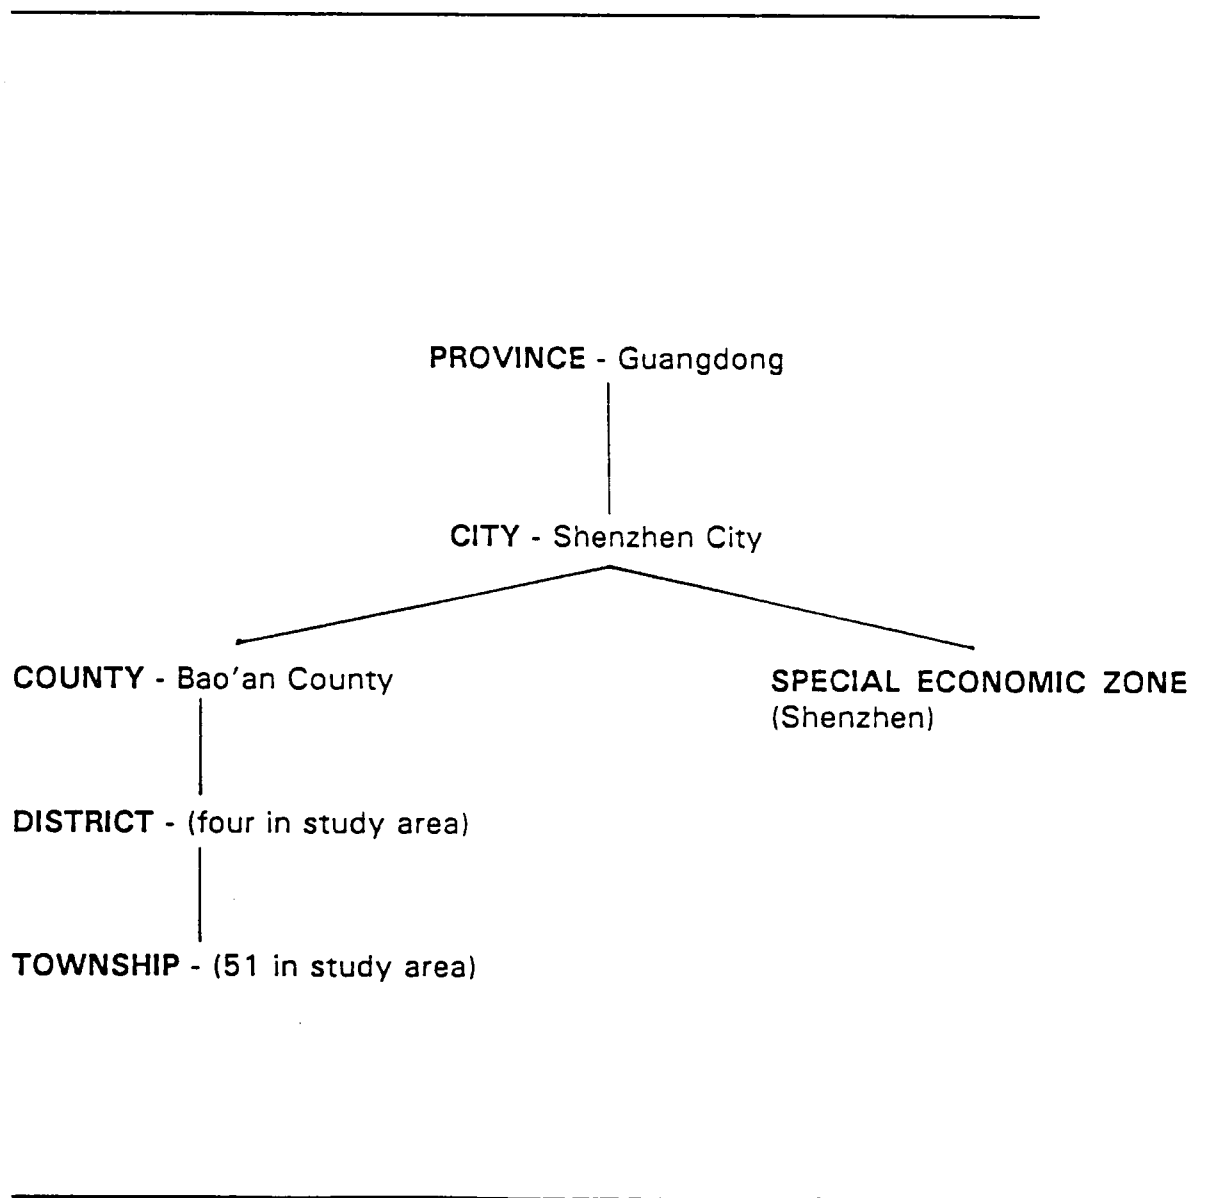 PROVINCE - Guangdong
CITY - Shenzhen City
COUNTY - Bao'an County
SPECIAL ECONOMIC ZONE
(Shenzhen)
DISTRICT - (four in study area)
TOWNSHIP - (51 in study area)